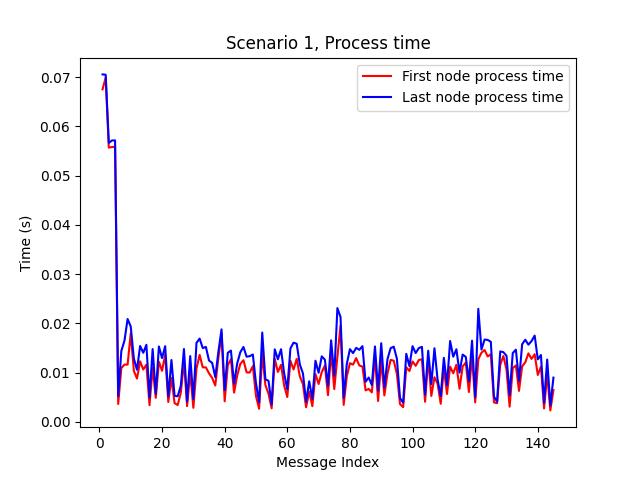 Scenario 1, Process time
First node process time
Last node process time
Time (s)
0.07
0.06
0.05
0.04
0.03
0.02
0.01
0.00
0 20 40 60 80 100 120 140
Message Index